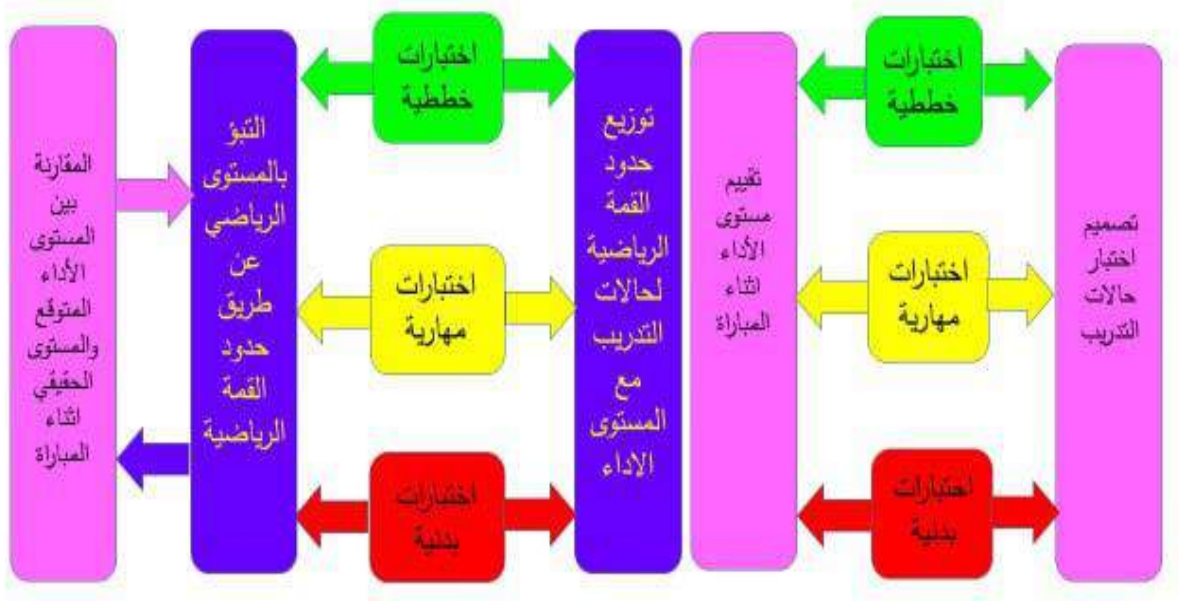 تصميم
اختبار
حالات
التدريب
اختبارات
خططية
اختبارات
مهارية
اختبارات
بدنية
تقييم
مستوى
الأداء
اثناء
المباراة
توزيع
حدود
القمة
الرياضية
لحالات
التدريب
مع
المستوى
الاداء
اختبارات
خططية
اختبارات
مهارية
اختبارات
بدنية
التبؤ
بالمستوى
الرياضي
عن
طريق
حدود
القمة
الرياضية
المقارنة
بين
المستوى
الأداء
المتوقع
والمستوى
الحقيقي
اثناء
المباراة